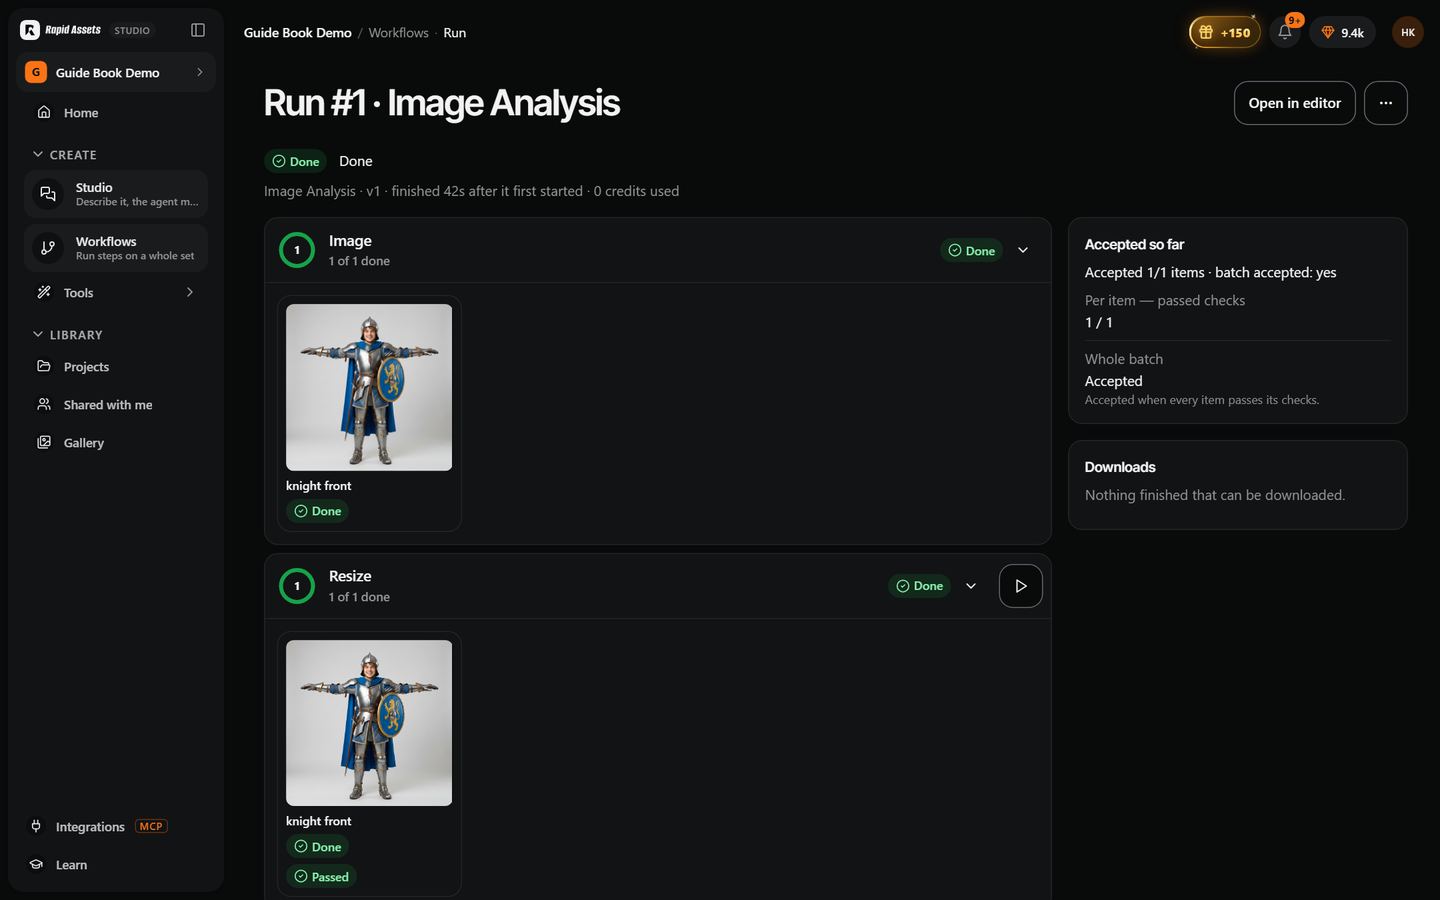 Rapid Assets STUDIO
G Guide Book Demo
Home
CREATE
Studio
Describe it, the agent m...
Workflows
Run steps on a whole set
Tools
LIBRARY
Projects
Shared with me
Gallery
Integrations MCP
Learn
Guide Book Demo / Workflows · Run
+150
9+
9.4k
HK
Run #1 · Image Analysis
Open in editor
Done Done
Image Analysis · v1 · finished 42s after it first started · 0 credits used
1
Image
1 of 1 done
Done
knight front
Done
1
Resize
1 of 1 done
Done
knight front
Done
Passed
Accepted so far
Accepted 1/1 items · batch accepted: yes
Per item — passed checks
1 / 1
Whole batch
Accepted
Accepted when every item passes its checks.
Downloads
Nothing finished that can be downloaded.